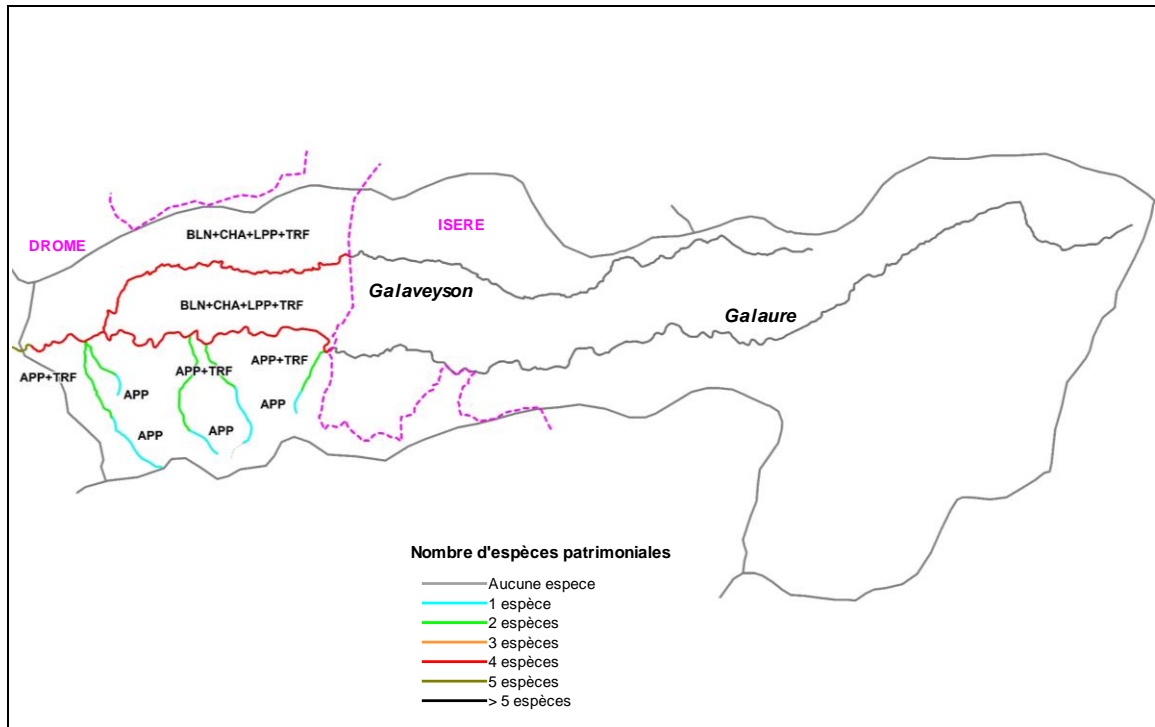 BLN+CHA+LPP+TRF
DROME
ISERE
Galaveyson
BLN+CHA+LPP+TRF
Galaure
APP+TRF
APP+TRF
APP+TRF
APP
APP
APP
APP
Nombre d'espèces patrimoniales
Aucune espece
1 espèce
2 espèces
3 espèces
4 espèces
5 espèces
> 5 espèces